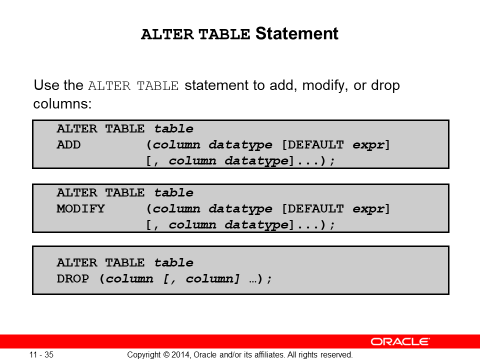 ALTER TABLE Statement
Use the ALTER TABLE statement to add, modify, or drop
columns:
ALTER TABLE table
ADD (column datatype [DEFAULT expr]
[, column datatype]...);
ALTER TABLE table
MODIFY (column datatype [DEFAULT expr]
[, column datatype]...);
ALTER TABLE table
DROP (column [, column] …);
ORACLE
11 - 35 Copyright © 2014, Oracle and/or its affiliates. All rights reserved.